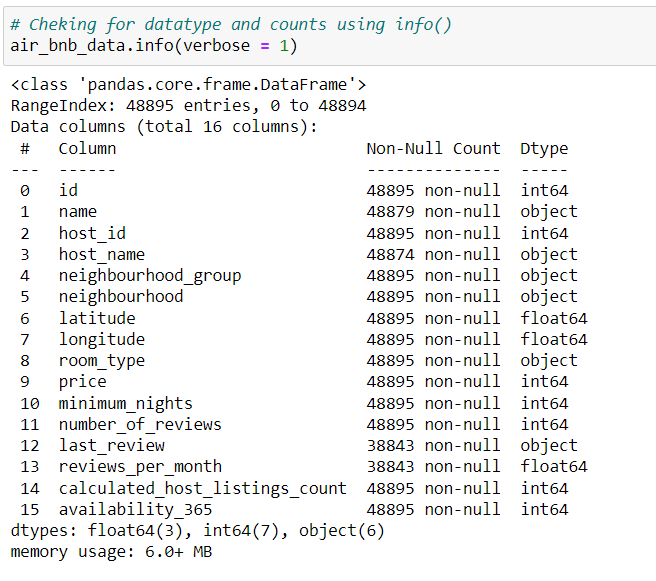 # Cheking for datatype and counts using info()
air_bnb_data.info(verbose = 1)
<class 'pandas.core.frame.DataFrame'>
RangeIndex: 48895 entries, 0 to 48894
Data columns (total 16 columns):
 #   Column                          Non-Null Count  Dtype
---  ------                          --------------  -----
 0   id                              48895 non-null  int64
 1   name                            48879 non-null  object
 2   host_id                         48895 non-null  int64
 3   host_name                       48874 non-null  object
 4   neighbourhood_group             48895 non-null  object
 5   neighbourhood                   48895 non-null  object
 6   latitude                        48895 non-null  float64
 7   longitude                       48895 non-null  float64
 8   room_type                       48895 non-null  object
 9   price                           48895 non-null  int64
 10  minimum_nights                  48895 non-null  int64
 11  number_of_reviews               48895 non-null  int64
 12  last_review                     38843 non-null  object
 13  reviews_per_month               38843 non-null  float64
 14  calculated_host_listings_count  48895 non-null  int64
 15  availability_365                48895 non-null  int64
dtypes: float64(3), int64(7), object(6)
memory usage: 6.0+ MB